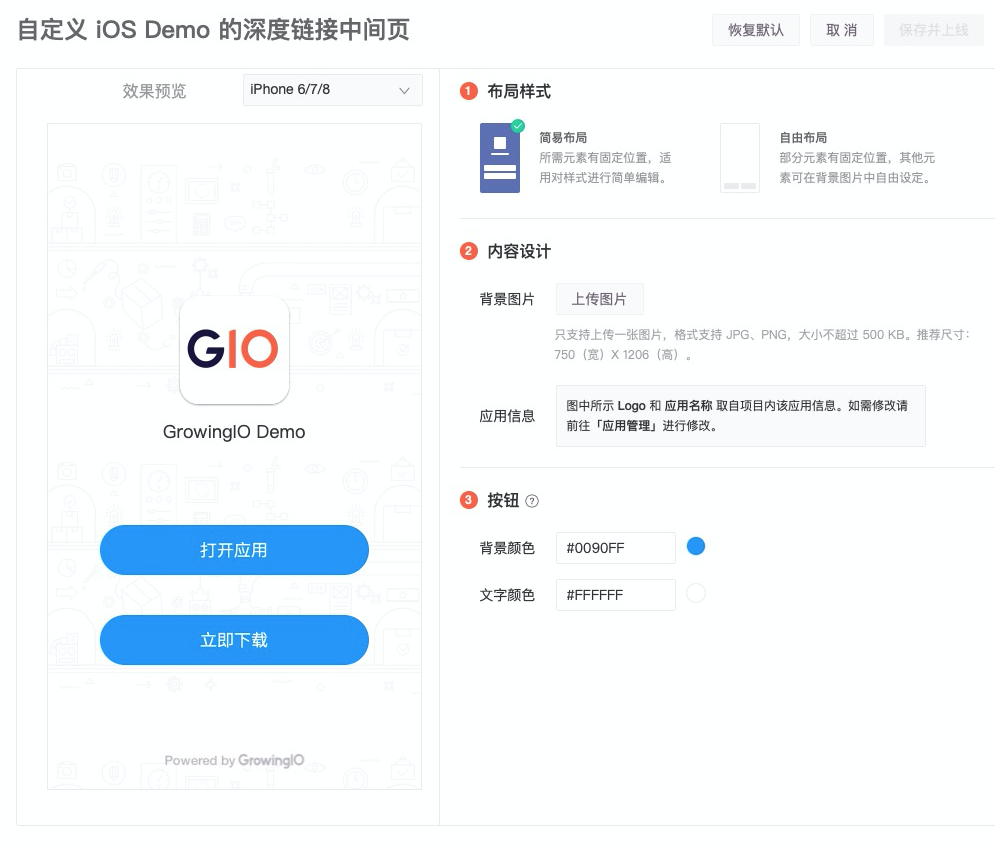 自定义 iOS Demo 的深度链接中间页
恢复默认
取 消
保存并上线
效果预览
iPhone 6/7/8
GIO
GrowingIO Demo
打开应用
立即下载
Powered by GrowingIO
1 布局样式
简易布局
所需元素有固定位置，适
用对样式进行简单编辑。
自由布局
部分元素有固定位置，其他元
素可在背景图片中自由设定。
2 内容设计
背景图片
上传图片
只支持上传一张图片，格式支持 JPG、PNG，大小不超过 500 KB。推荐尺寸：
750（宽）X 1206（高）。
应用信息
图中所示 Logo 和 应用名称 取自项目内该应用信息。如需修改请
前往「应用管理」进行修改。
3 按钮 ?
背景颜色
#0090FF
文字颜色
#FFFFFF